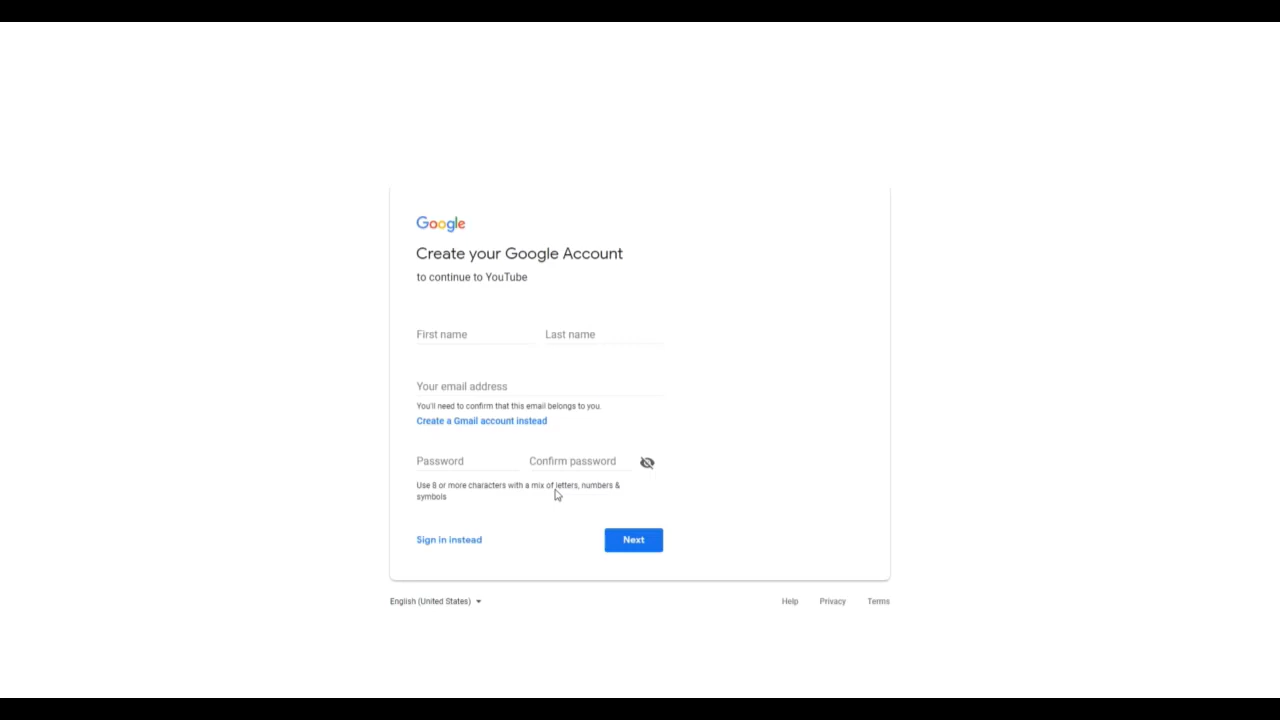 Google
Create your Google Account
to continue to YouTube
First name Last name
Your email address
You'll need to confirm that this email belongs to you.
Create a Gmail account instead
Password Confirm password
Use 8 or more characters with a mix of letters, numbers &
symbols
Sign in instead Next
English (United States) Help Privacy Terms